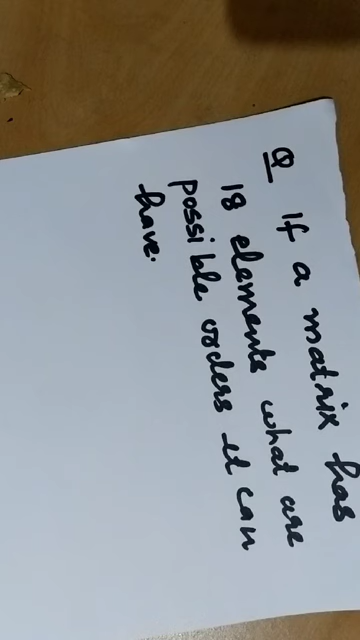 Q If a matrix has
18 elements what are
possible orders it can
have.